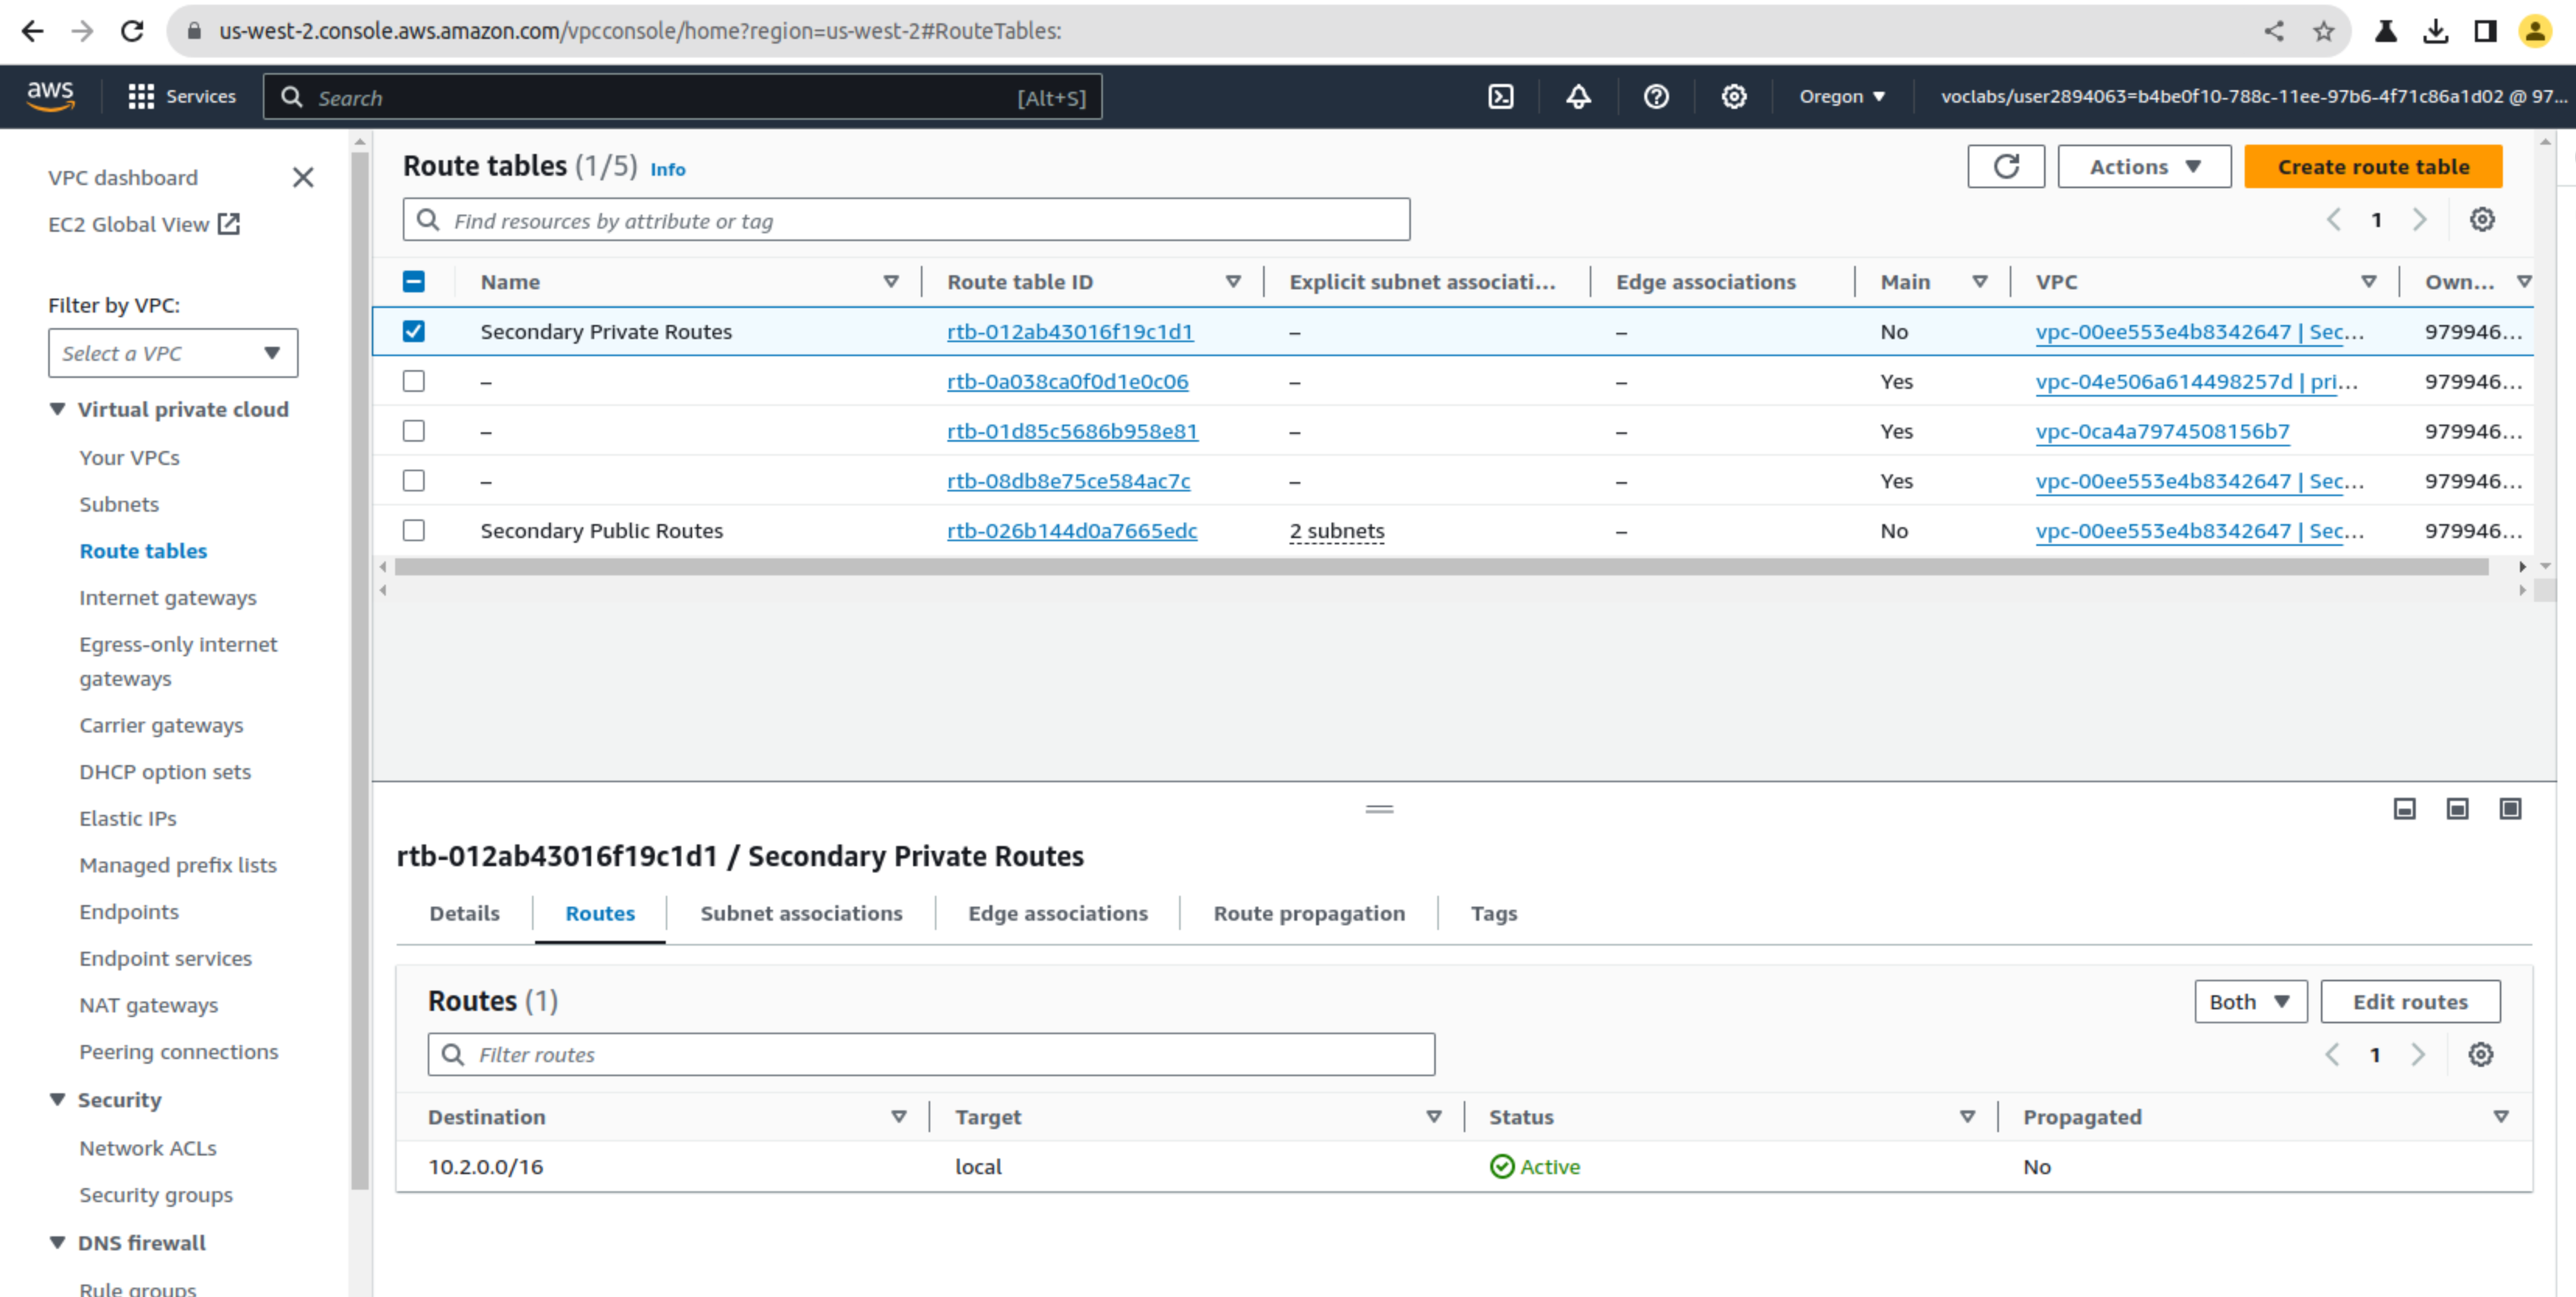 us-west-2.console.aws.amazon.com/vpcconsole/home?region=us-west-2#RouteTables:
aws
Services
Search
[Alt+S]
Oregon
voclabs/user2894063=b4be0f10-788c-11ee-97b6-4f71c86a1d02 @ 97...
VPC dashboard
EC2 Global View
Filter by VPC:
Select a VPC
Virtual private cloud
Your VPCs
Subnets
Route tables
Internet gateways
Egress-only internet
gateways
Carrier gateways
DHCP option sets
Elastic IPs
Managed prefix lists
Endpoints
Endpoint services
NAT gateways
Peering connections
Security
Network ACLs
Security groups
DNS firewall
Rule groups
Route tables (1/5) Info
Actions
Create route table
Find resources by attribute or tag
1
Name Route table ID Explicit subnet associati... Edge associations Main VPC Own...
Secondary Private Routes rtb-012ab43016f19c1d1 – – No vpc-00ee553e4b8342647 | Sec... 979946...
– rtb-0a038ca0f0d1e0c06 – – Yes vpc-04e506a614498257d | pri... 979946...
– rtb-01d85c5686b958e81 – – Yes vpc-0ca4a7974508156b7 979946...
– rtb-08db8e75ce584ac7c – – Yes vpc-00ee553e4b8342647 | Sec... 979946...
Secondary Public Routes rtb-026b144d0a7665edc 2 subnets – No vpc-00ee553e4b8342647 | Sec... 979946...
rtb-012ab43016f19c1d1 / Secondary Private Routes
Details Routes Subnet associations Edge associations Route propagation Tags
Routes (1)
Both
Edit routes
Filter routes
1
Destination Target Status Propagated
10.2.0.0/16 local Active No